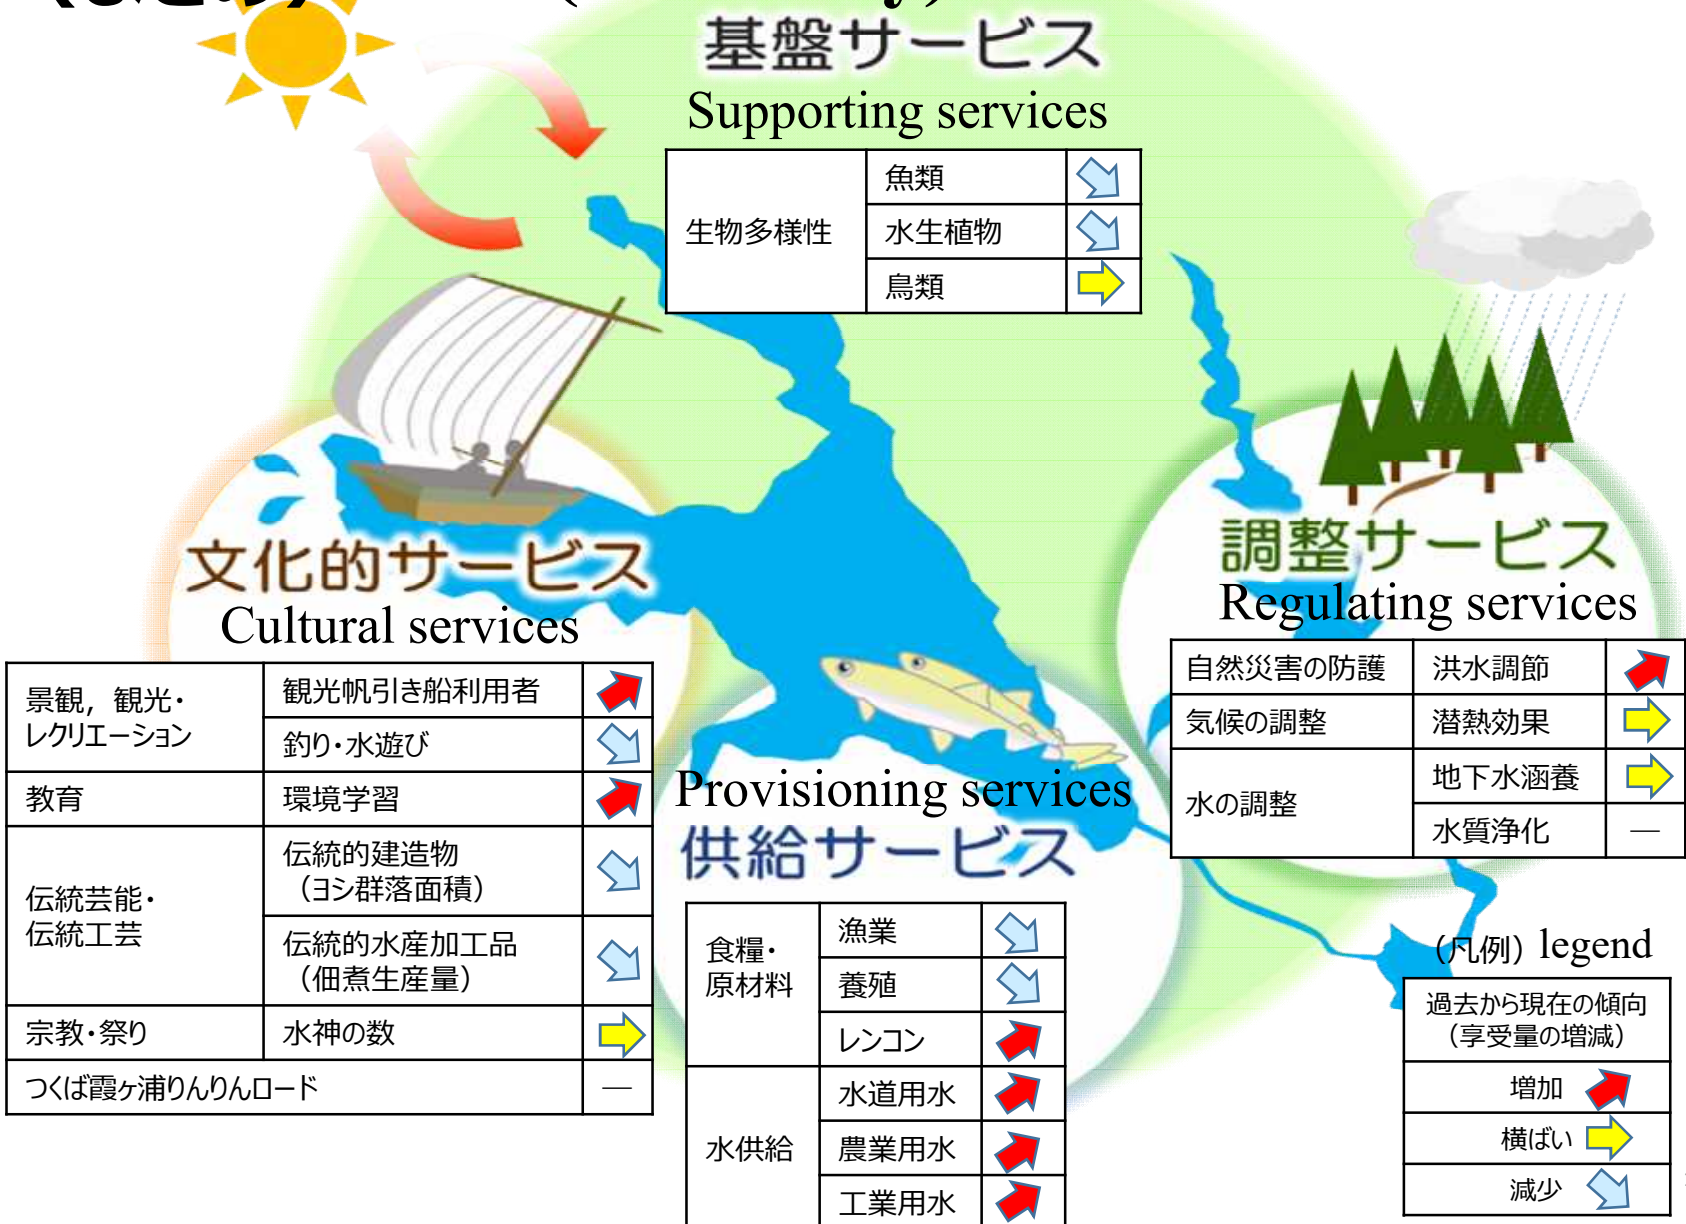 基盤サービス
Supporting services
生物多様性
魚類
水生植物
鳥類
文化的サービス
Cultural services
景観，観光・
レクリエーション
観光帆引き船利用者
釣り・水遊び
教育
環境学習
伝統芸能・
伝統工芸
伝統的建造物
（ヨシ群落面積）
伝統的水産加工品
（佃煮生産量）
宗教・祭り
水神の数
つくば霞ヶ浦りんりんロード
—
Provisioning services
供給サービス
食糧・
原材料
漁業
養殖
レンコン
水供給
水道用水
農業用水
工業用水
調整サービス
Regulating services
自然災害の防護
洪水調節
気候の調整
潜熱効果
水の調整
地下水涵養
水質浄化
—
（凡例）legend
過去から現在の傾向
（享受量の増減）
増加
横ばい
減少